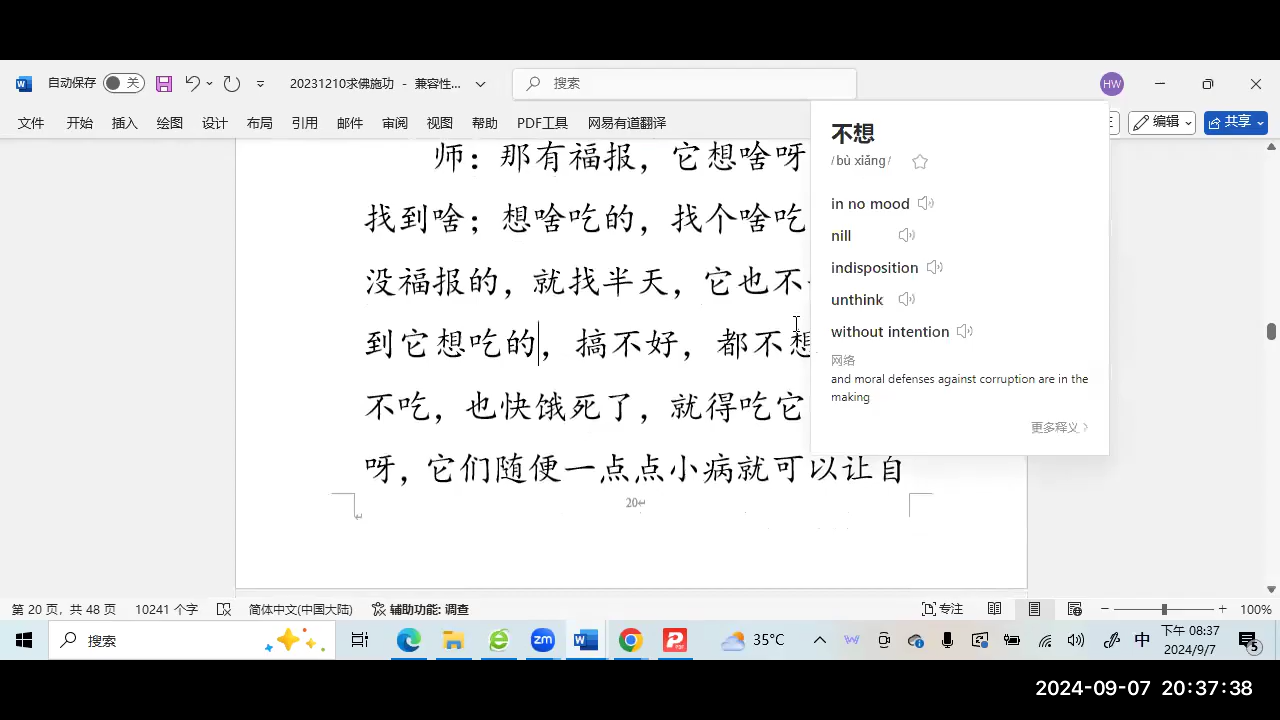 自动保存 关 20231210求佛施功 - 兼容性... 搜索 HW
文件 开始 插入 绘图 设计 布局 引用 邮件 审阅 视图 帮助 PDF工具 网易有道翻译 编辑 共享
师：那有福报，它想啥呀
找到啥；想啥吃的，找个啥吃
没福报的，就找半天，它也不
到它想吃的，搞不好，都不想
不吃，也快饿死了，就得吃它
呀，它们随便一点点小病就可以让自
20
不想
/ bù xiǎng /
in no mood
nill
indisposition
unthink
without intention
网络
and moral defenses against corruption are in the
making
更多释义
第 20 页，共 48 页 10241 个字 简体中文(中国大陆) 辅助功能: 调查 专注 100%
搜索 35°C 中 下午 08:37
2024/9/7 5
2024-09-07 20:37:38